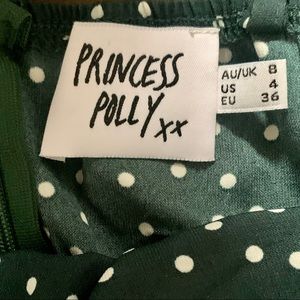 PRINCESS
POLLY xx
AU/UK 8
US 4
EU 36